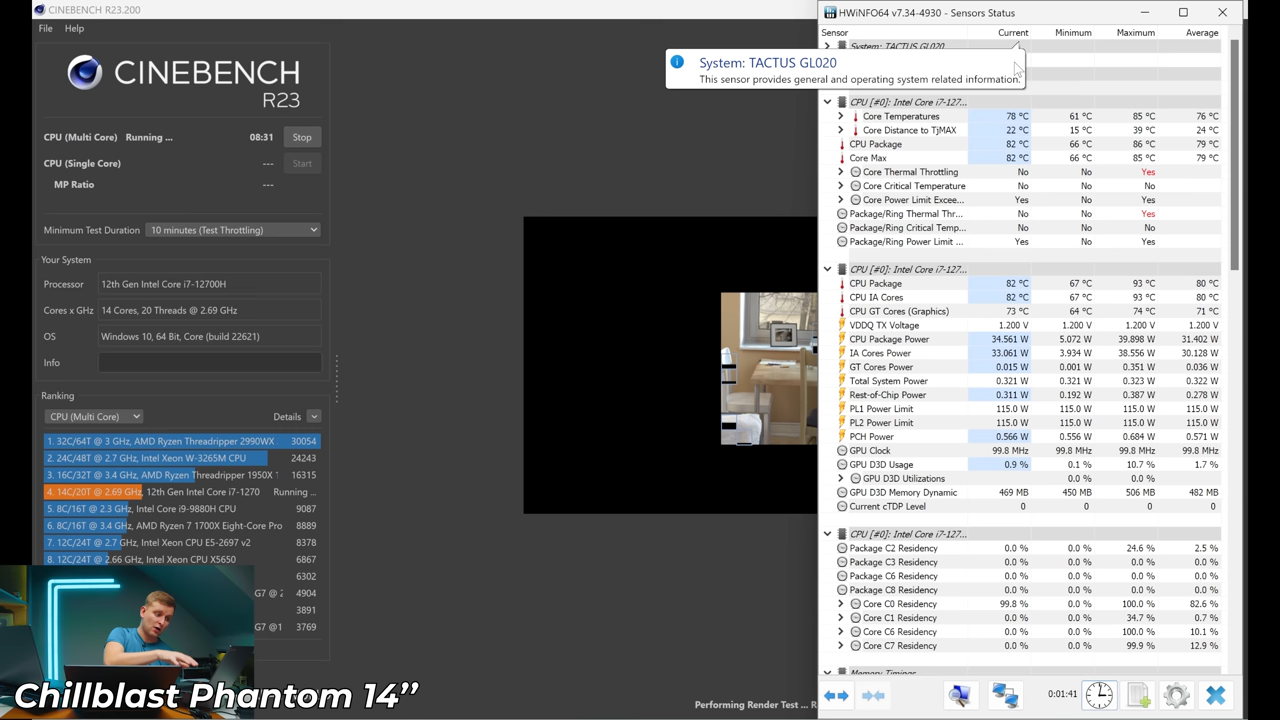 CINEBENCH R23.200
File Help
CINEBENCH
R23
CPU (Multi Core) Running ... 08:31 Stop
CPU (Single Core) --- Start
MP Ratio ---
Minimum Test Duration 10 minutes (Test Throttling)
Your System
Processor 12th Gen Intel Core i7-12700H
Cores x GHz 14 Cores, 20 Threads @ 2.69 GHz
OS Windows 10, 64 Bit, Core (build 22621)
Info
Ranking
CPU (Multi Core) Details
1. 32C/64T @ 3 GHz, AMD Ryzen Threadripper 2990WX 30054
2. 24C/48T @ 2.7 GHz, Intel Xeon W-3265M CPU 24243
3. 16C/32T @ 3.4 GHz, AMD Ryzen Threadripper 1950X 16315
4. 14C/20T @ 2.69 GHz, 12th Gen Intel Core i7-1270 Running ...
5. 8C/16T @ 2.3 GHz, Intel Core i9-9880H CPU 9087
6. 8C/16T @ 3.4 GHz, AMD Ryzen 7 1700X Eight-Core Pro 8889
7. 12C/24T @ 2.7 GHz, Intel Xeon CPU E5-2697 v2 8378
8. 12C/24T @ 2.66 GHz, Intel Xeon CPU X5650 6867
6302
G7 @ 2 4904
3891
G7 @1 3769
Performing Render Test ...
Chillblast Phantom 14”
HWiNFO64 v7.34-4930 - Sensors Status
Sensor Current Minimum Maximum Average
System: TACTUS GL020
System: TACTUS GL020
This sensor provides general and operating system related information.
CPU [#0]: Intel Core i7-127...
Core Temperatures 78 °C 61 °C 85 °C 76 °C
Core Distance to TjMAX 22 °C 15 °C 39 °C 24 °C
CPU Package 82 °C 66 °C 86 °C 79 °C
Core Max 82 °C 66 °C 85 °C 79 °C
Core Thermal Throttling No No Yes
Core Critical Temperature No No No
Core Power Limit Excee... Yes No Yes
Package/Ring Thermal Thr... No No Yes
Package/Ring Critical Temp... No No No
Package/Ring Power Limit ... Yes No Yes
CPU [#0]: Intel Core i7-127...
CPU Package 82 °C 67 °C 93 °C 80 °C
CPU IA Cores 82 °C 67 °C 93 °C 80 °C
CPU GT Cores (Graphics) 73 °C 64 °C 74 °C 71 °C
VDDQ TX Voltage 1.200 V 1.200 V 1.200 V 1.200 V
CPU Package Power 34.561 W 5.072 W 39.898 W 31.402 W
IA Cores Power 33.061 W 3.934 W 38.556 W 30.128 W
GT Cores Power 0.015 W 0.001 W 0.351 W 0.036 W
Total System Power 0.321 W 0.321 W 0.323 W 0.322 W
Rest-of-Chip Power 0.311 W 0.192 W 0.387 W 0.278 W
PL1 Power Limit 115.0 W 115.0 W 115.0 W 115.0 W
PL2 Power Limit 115.0 W 115.0 W 115.0 W 115.0 W
PCH Power 0.566 W 0.556 W 0.684 W 0.571 W
GPU Clock 99.8 MHz 99.8 MHz 99.8 MHz 99.8 MHz
GPU D3D Usage 0.9 % 0.1 % 10.7 % 1.7 %
GPU D3D Utilizations 0.0 % 0.0 %
GPU D3D Memory Dynamic 469 MB 450 MB 506 MB 482 MB
Current cTDP Level 0 0 0 0
CPU [#0]: Intel Core i7-127...
Package C2 Residency 0.0 % 0.0 % 24.6 % 2.5 %
Package C3 Residency 0.0 % 0.0 % 0.0 % 0.0 %
Package C6 Residency 0.0 % 0.0 % 0.0 % 0.0 %
Package C8 Residency 0.0 % 0.0 % 0.0 % 0.0 %
Core C0 Residency 99.8 % 0.0 % 100.0 % 82.6 %
Core C1 Residency 0.0 % 34.7 % 0.7 %
Core C6 Residency 0.0 % 100.0 % 10.1 %
Core C7 Residency 0.0 % 99.9 % 12.9 %
Memory Timings
0:01:41